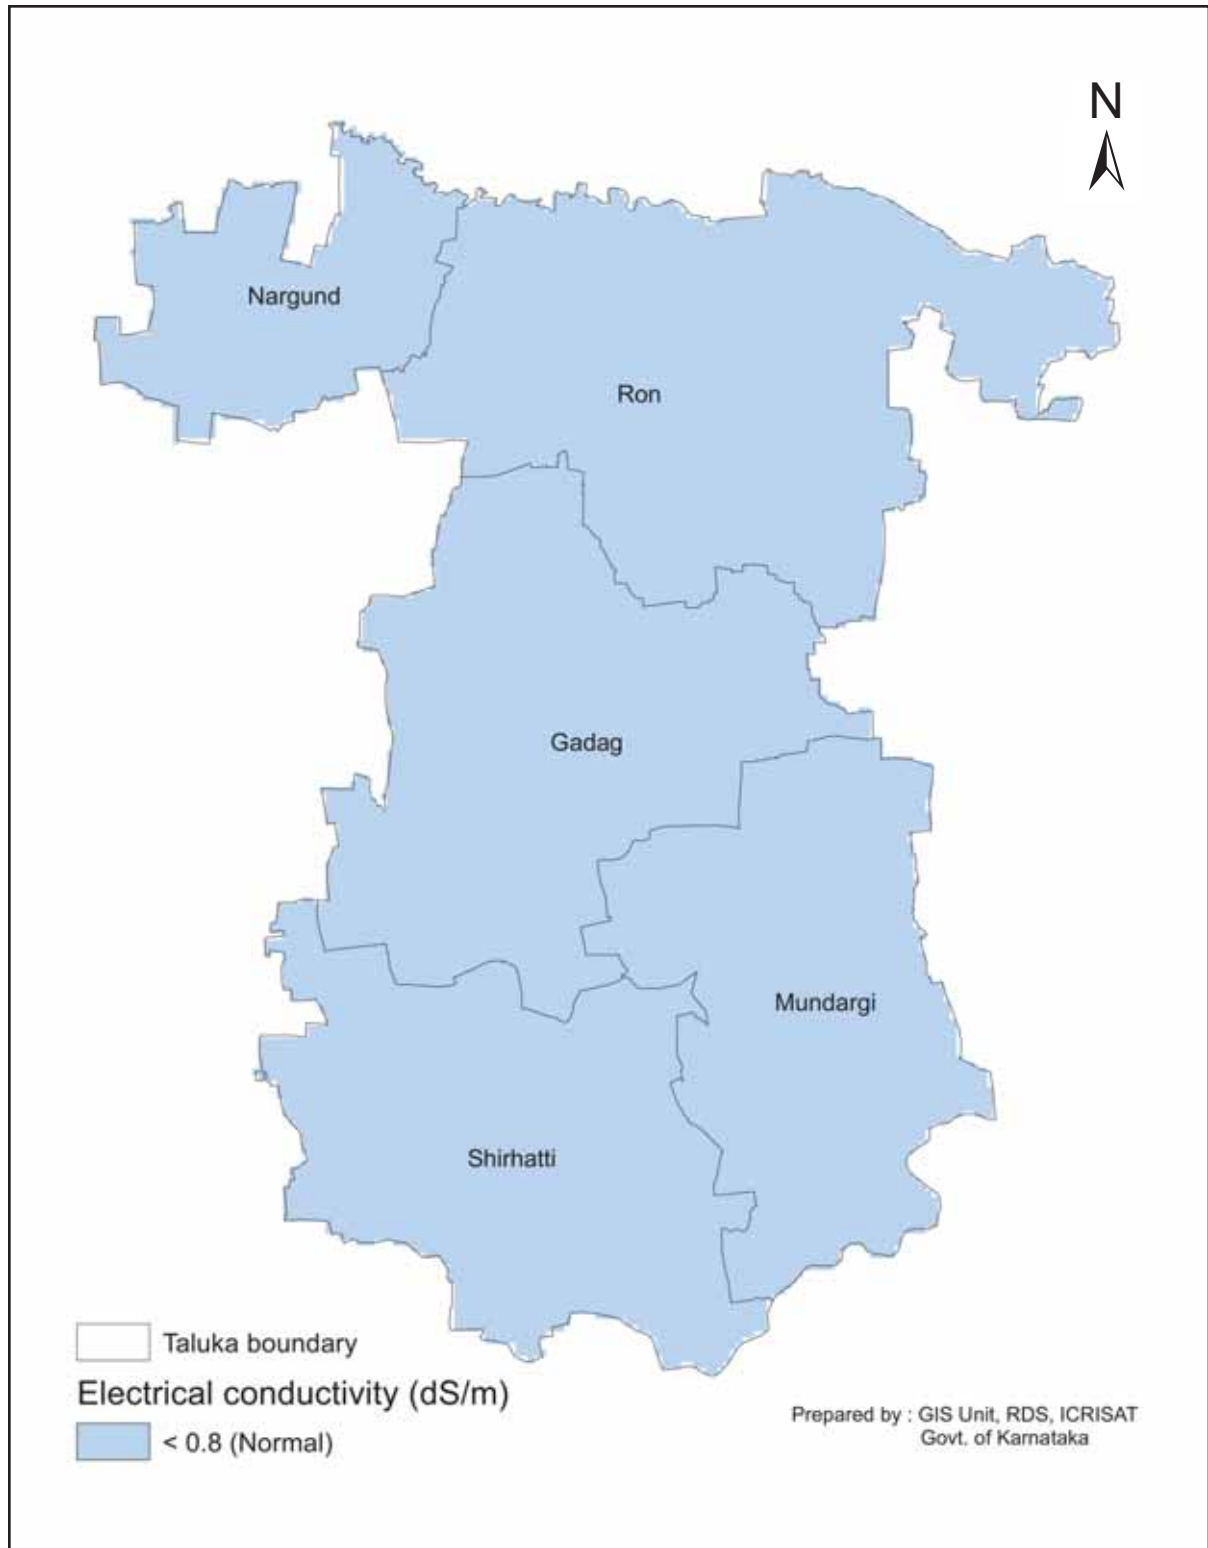 N
Nargund
Ron
Gadag
Mundargi
Shirhatti
Taluka boundary
Electrical conductivity (dS/m)
< 0.8 (Normal)
Prepared by : GIS Unit, RDS, ICRISAT
Govt. of Karnataka